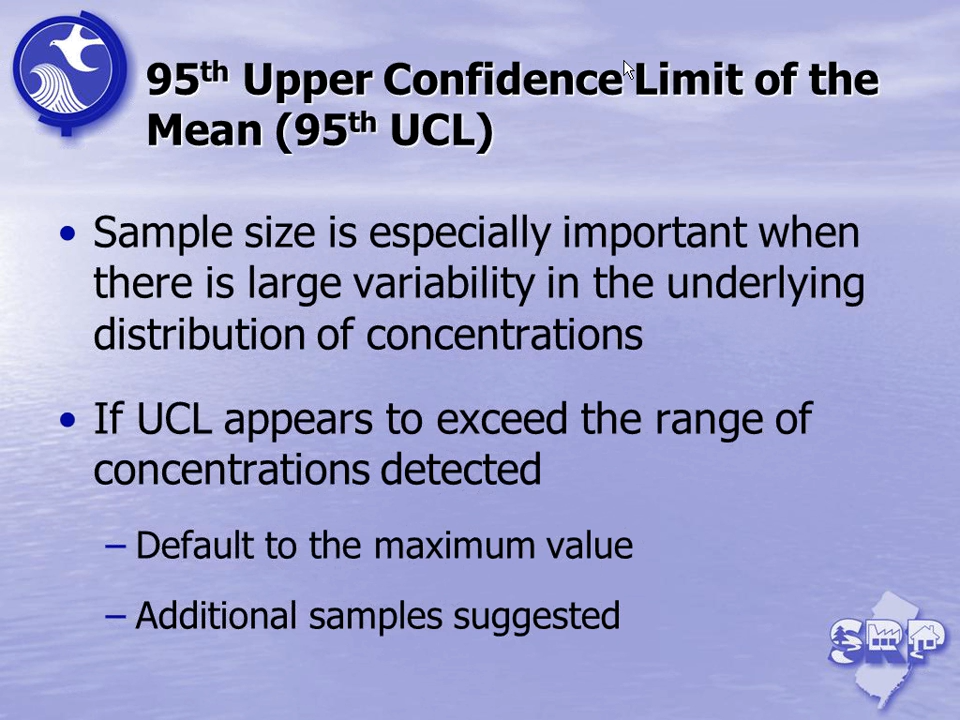 95th Upper Confidence Limit of the
Mean (95th UCL)
• Sample size is especially important when
there is large variability in the underlying
distribution of concentrations
• If UCL appears to exceed the range of
concentrations detected
– Default to the maximum value
– Additional samples suggested
SRP